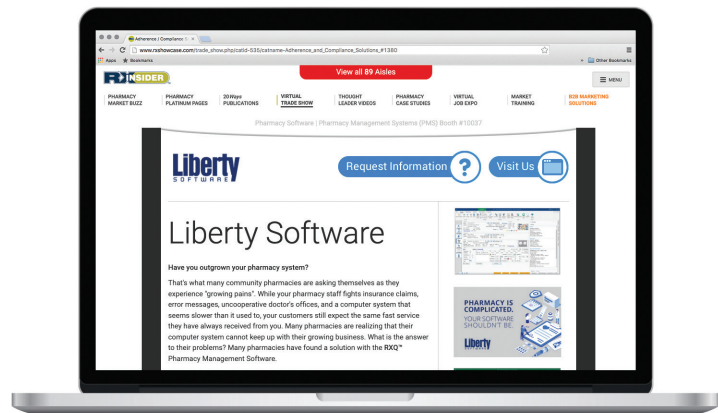 Adherence / Compliance S
www.rxshowcase.com/trade_show.php/catid-535/catname-Adherence_and_Compliance_Solutions_#1380
Apps Bookmarks
Other Bookmarks
RXINSIDER
View all 89 Aisles
MENU
PHARMACY MARKET BUZZ
PHARMACY PLATINUM PAGES
20Ways PUBLICATIONS
VIRTUAL TRADE SHOW
THOUGHT LEADER VIDEOS
PHARMACY CASE STUDIES
VIRTUAL JOB EXPO
MARKET TRAINING
B2B MARKETING SOLUTIONS
Pharmacy Software | Pharmacy Management Systems (PMS) Booth #10037
Liberty
SOFTWARE
Request Information ?
Visit Us
Liberty Software
Have you outgrown your pharmacy system?
That's what many community pharmacies are asking themselves as they
experience "growing pains". While your pharmacy staff fights insurance claims,
error messages, uncooperative doctor's offices, and a computer system that
seems slower than it used to, your customers still expect the same fast service
they have always received from you. Many pharmacies are realizing that their
computer system cannot keep up with their growing business. What is the answer
to their problems? Many pharmacies have found a solution with the RXQ™
Pharmacy Management Software.
PHARMACY IS
COMPLICATED.
YOUR SOFTWARE
SHOULDN'T BE.
Liberty